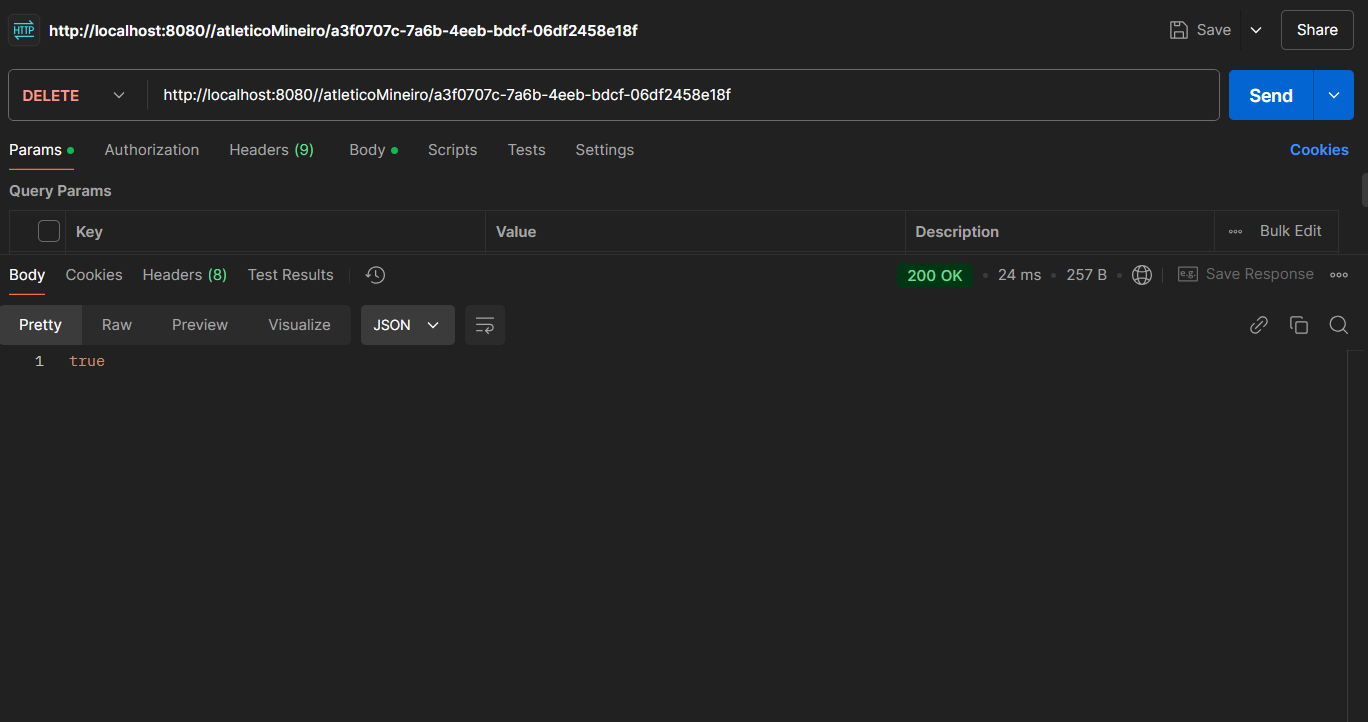 HTTP http://localhost:8080//atleticoMineiro/a3f0707c-7a6b-4eeb-bdcf-06df2458e18f Save Share
DELETE http://localhost:8080//atleticoMineiro/a3f0707c-7a6b-4eeb-bdcf-06df2458e18f Send
Params Authorization Headers (9) Body Scripts Tests Settings Cookies
Query Params
Key Value Description Bulk Edit
Body Cookies Headers (8) Test Results 200 OK 24 ms 257 B e.g. Save Response
Pretty Raw Preview Visualize JSON
1 true